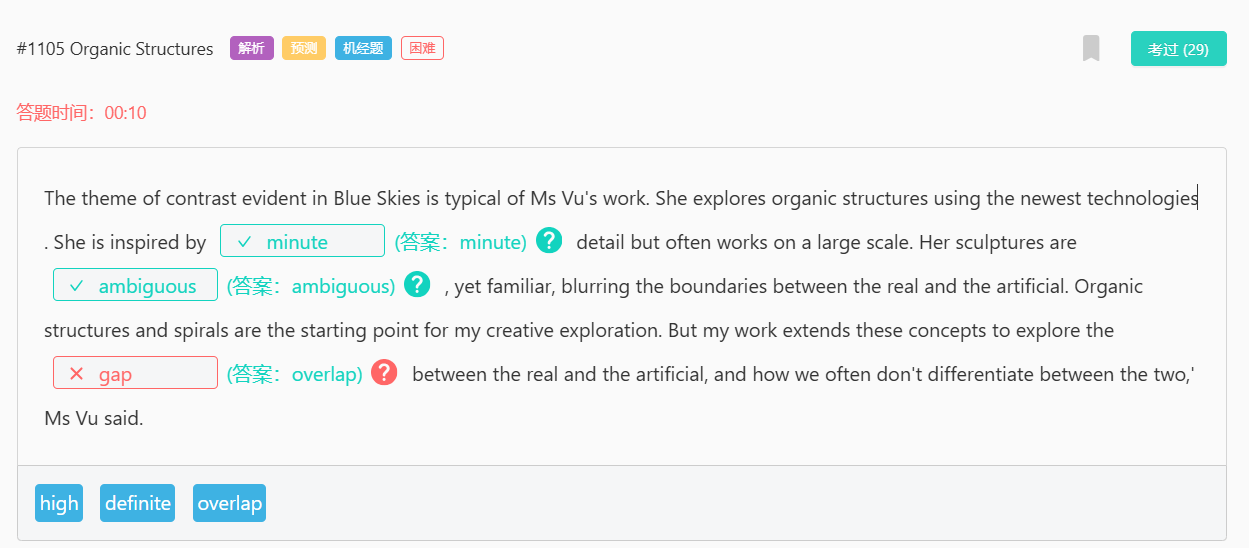 #1105 Organic Structures 解析 预测 机经题 困难 考过 (29)
答题时间：00:10
The theme of contrast evident in Blue Skies is typical of Ms Vu's work. She explores organic structures using the newest technologies
. She is inspired by ✓ minute (答案：minute) ? detail but often works on a large scale. Her sculptures are
✓ ambiguous (答案：ambiguous) ? , yet familiar, blurring the boundaries between the real and the artificial. Organic
structures and spirals are the starting point for my creative exploration. But my work extends these concepts to explore the
✕ gap (答案：overlap) ? between the real and the artificial, and how we often don't differentiate between the two,'
Ms Vu said.
high definite overlap